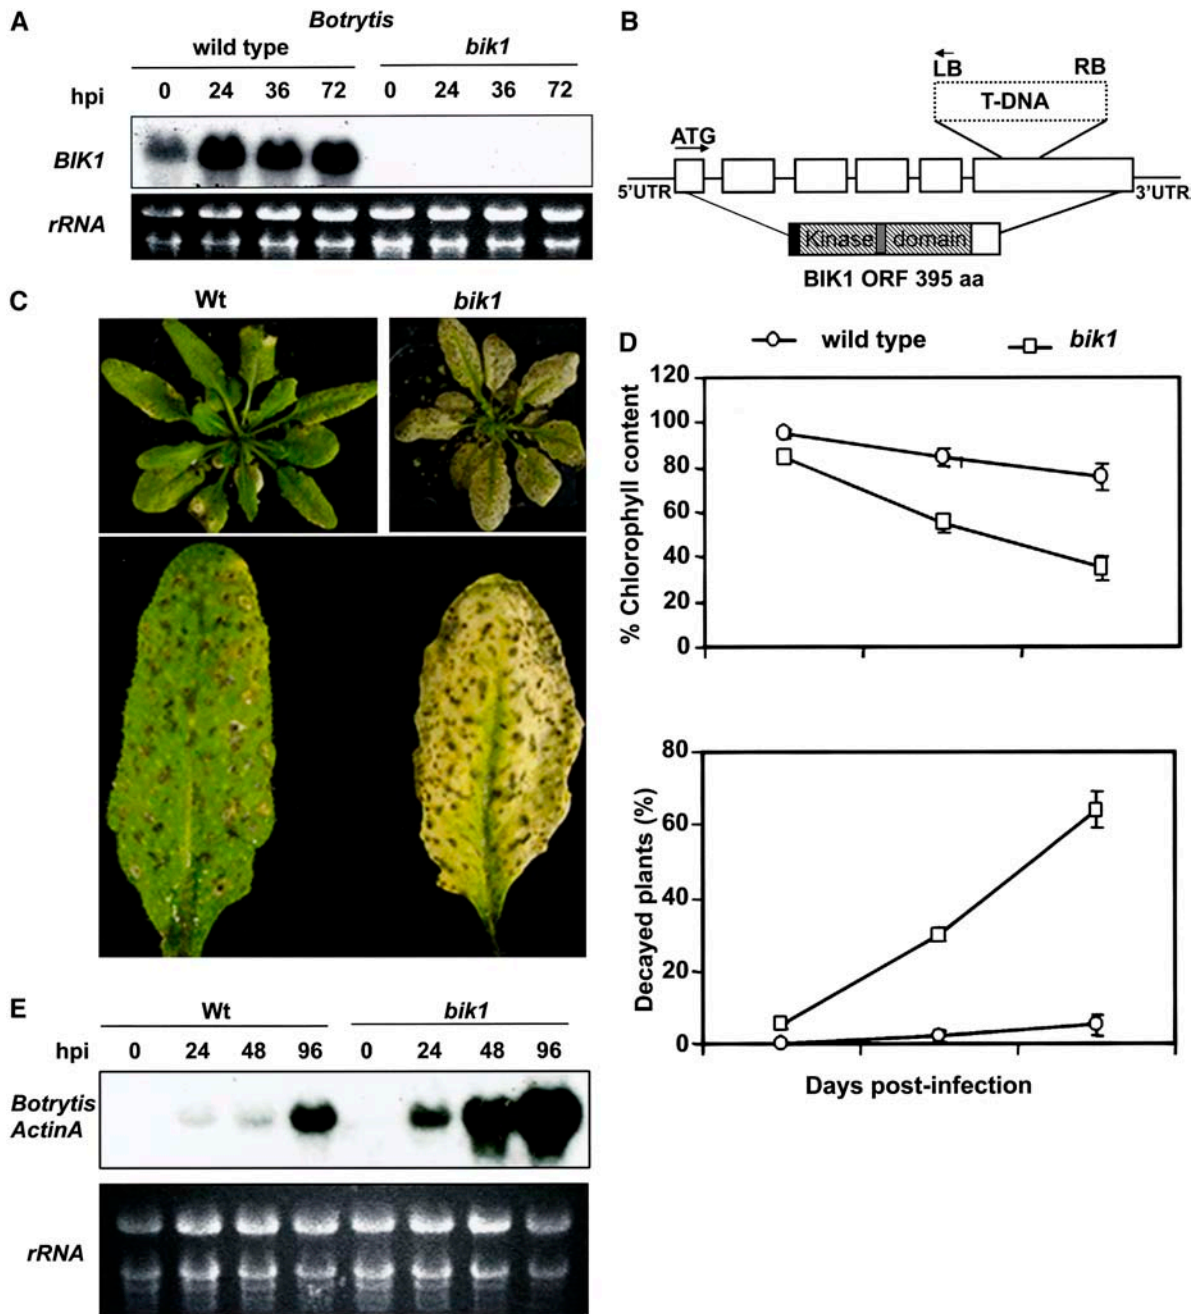 A
Botrytis
wild type bik1
hpi 0 24 36 72 0 24 36 72
BIK1
rRNA
B
LB RB
T-DNA
ATG
5'UTR 3'UTR
Kinase domain
BIK1 ORF 395 aa
C
Wt bik1
D
wild type bik1
% Chlorophyll content
120
100
80
60
40
20
0
Decayed plants (%)
80
60
40
20
0
Days post-infection
E
Wt bik1
hpi 0 24 48 96 0 24 48 96
Botrytis
ActinA
rRNA